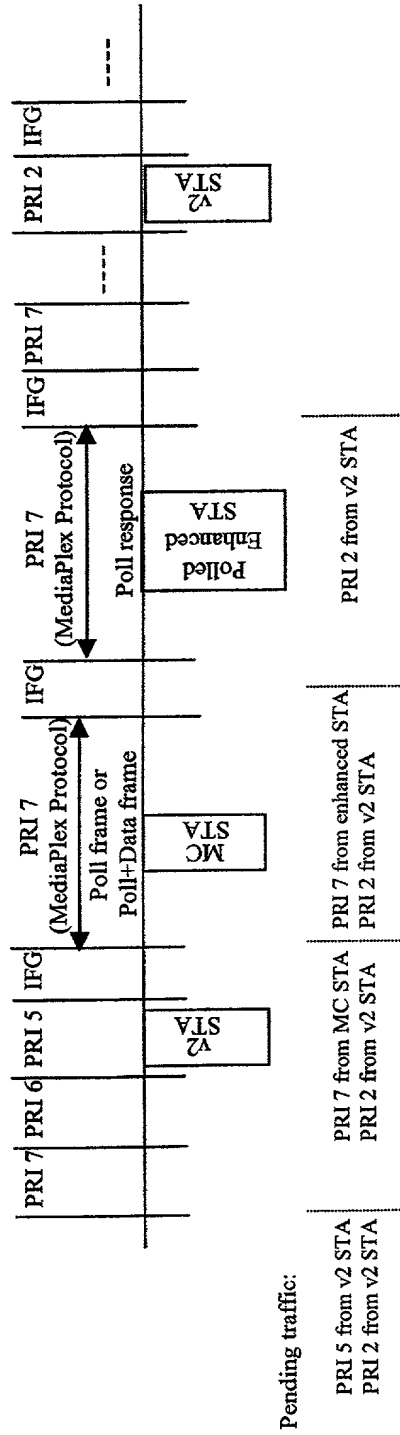 PRI 7
PRI 6
PRI 5
IFG
PRI 7
(MediaPlex Protocol)
Poll frame or
Poll+Data frame
IFG
PRI 7
(MediaPlex Protocol)
Poll response
IFG
PRI 7
PRI 2
IFG
v2
STA
MC
STA
Polled
Enhanced
STA
v2
STA
Pending traffic:
PRI 5 from v2 STA
PRI 2 from v2 STA
PRI 7 from MC STA
PRI 2 from v2 STA
PRI 7 from enhanced STA
PRI 2 from v2 STA
PRI 2 from v2 STA